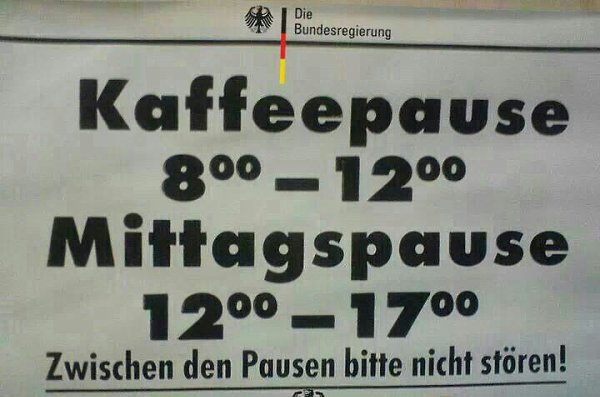 Die
Bundesregierung
Kaffeepause
8⁰⁰ – 12⁰⁰
Mittagspause
12⁰⁰ – 17⁰⁰
Zwischen den Pausen bitte nicht stören!